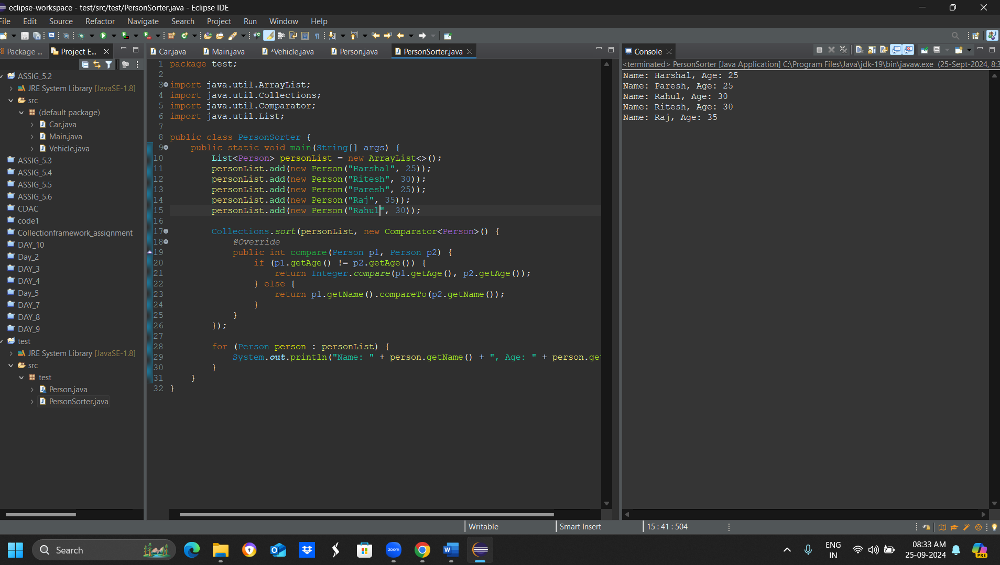 eclipse-workspace - test/src/test/PersonSorter.java - Eclipse IDE
File Edit Source Refactor Navigate Search Project Run Window Help
Package ... Project E...
ASSIG_5.2
JRE System Library [JavaSE-1.8]
src
(default package)
Car.java
Main.java
Vehicle.java
ASSIG_5.3
ASSIG_5.4
ASSIG_5.5
ASSIG_5.6
CDAC
code1
Collectionframework_assignment
DAY_10
Day_2
DAY_3
DAY_4
Day_5
DAY_7
DAY_8
DAY_9
test
JRE System Library [JavaSE-1.8]
src
test
Person.java
PersonSorter.java
Car.java Main.java *Vehicle.java Person.java PersonSorter.java
1 package test;
2
3 import java.util.ArrayList;
4 import java.util.Collections;
5 import java.util.Comparator;
6 import java.util.List;
7
8 public class PersonSorter {
9 public static void main(String[] args) {
10 List<Person> personList = new ArrayList<>();
11 personList.add(new Person("Harshal", 25));
12 personList.add(new Person("Ritesh", 30));
13 personList.add(new Person("Paresh", 25));
14 personList.add(new Person("Raj", 35));
15 personList.add(new Person("Rahul", 30));
16
17 Collections.sort(personList, new Comparator<Person>() {
18 @Override
19 public int compare(Person p1, Person p2) {
20 if (p1.getAge() != p2.getAge()) {
21 return Integer.compare(p1.getAge(), p2.getAge());
22 } else {
23 return p1.getName().compareTo(p2.getName());
24 }
25 }
26 });
27
28 for (Person person : personList) {
29 System.out.println("Name: " + person.getName() + ", Age: " + person.get
30 }
31 }
32 }
Console
<terminated> PersonSorter [Java Application] C:\Program Files\Java\jdk-19\bin\javaw.exe (25-Sept-2024, 8:3
Name: Harshal, Age: 25
Name: Paresh, Age: 25
Name: Rahul, Age: 30
Name: Ritesh, Age: 30
Name: Raj, Age: 35
Writable Smart Insert 15 : 41 : 504
Search
zoom
ENG
IN
08:33 AM
25-09-2024
PRE